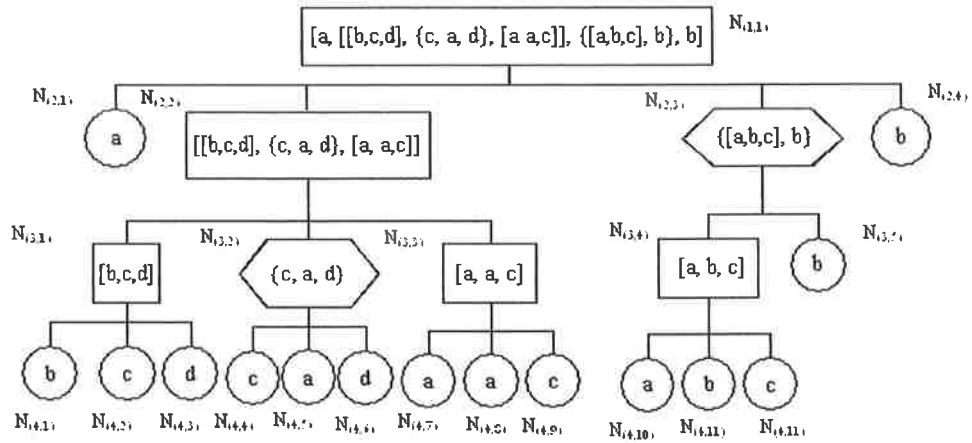 [a, [[b,c,d], {c, a, d}, [a a,c]], {[a,b,c], b}, b]
N(1,1)
N(2,1)
N(2,2)
N(2,3)
N(2,4)
a
[[b,c,d], {c, a, d}, [a, a,c]]
{[a,b,c], b}
b
N(3,1)
N(3,2)
N(3,3)
N(3,4)
N(3,5)
[b,c,d]
{c, a, d}
[a, a, c]
[a, b, c]
b
b
c
d
c
a
d
a
a
c
a
b
c
N(4,1)
N(4,2)
N(4,3)
N(4,4)
N(4,5)
N(4,6)
N(4,7)
N(4,8)
N(4,9)
N(4,10)
N(4,11)
N(4,11)